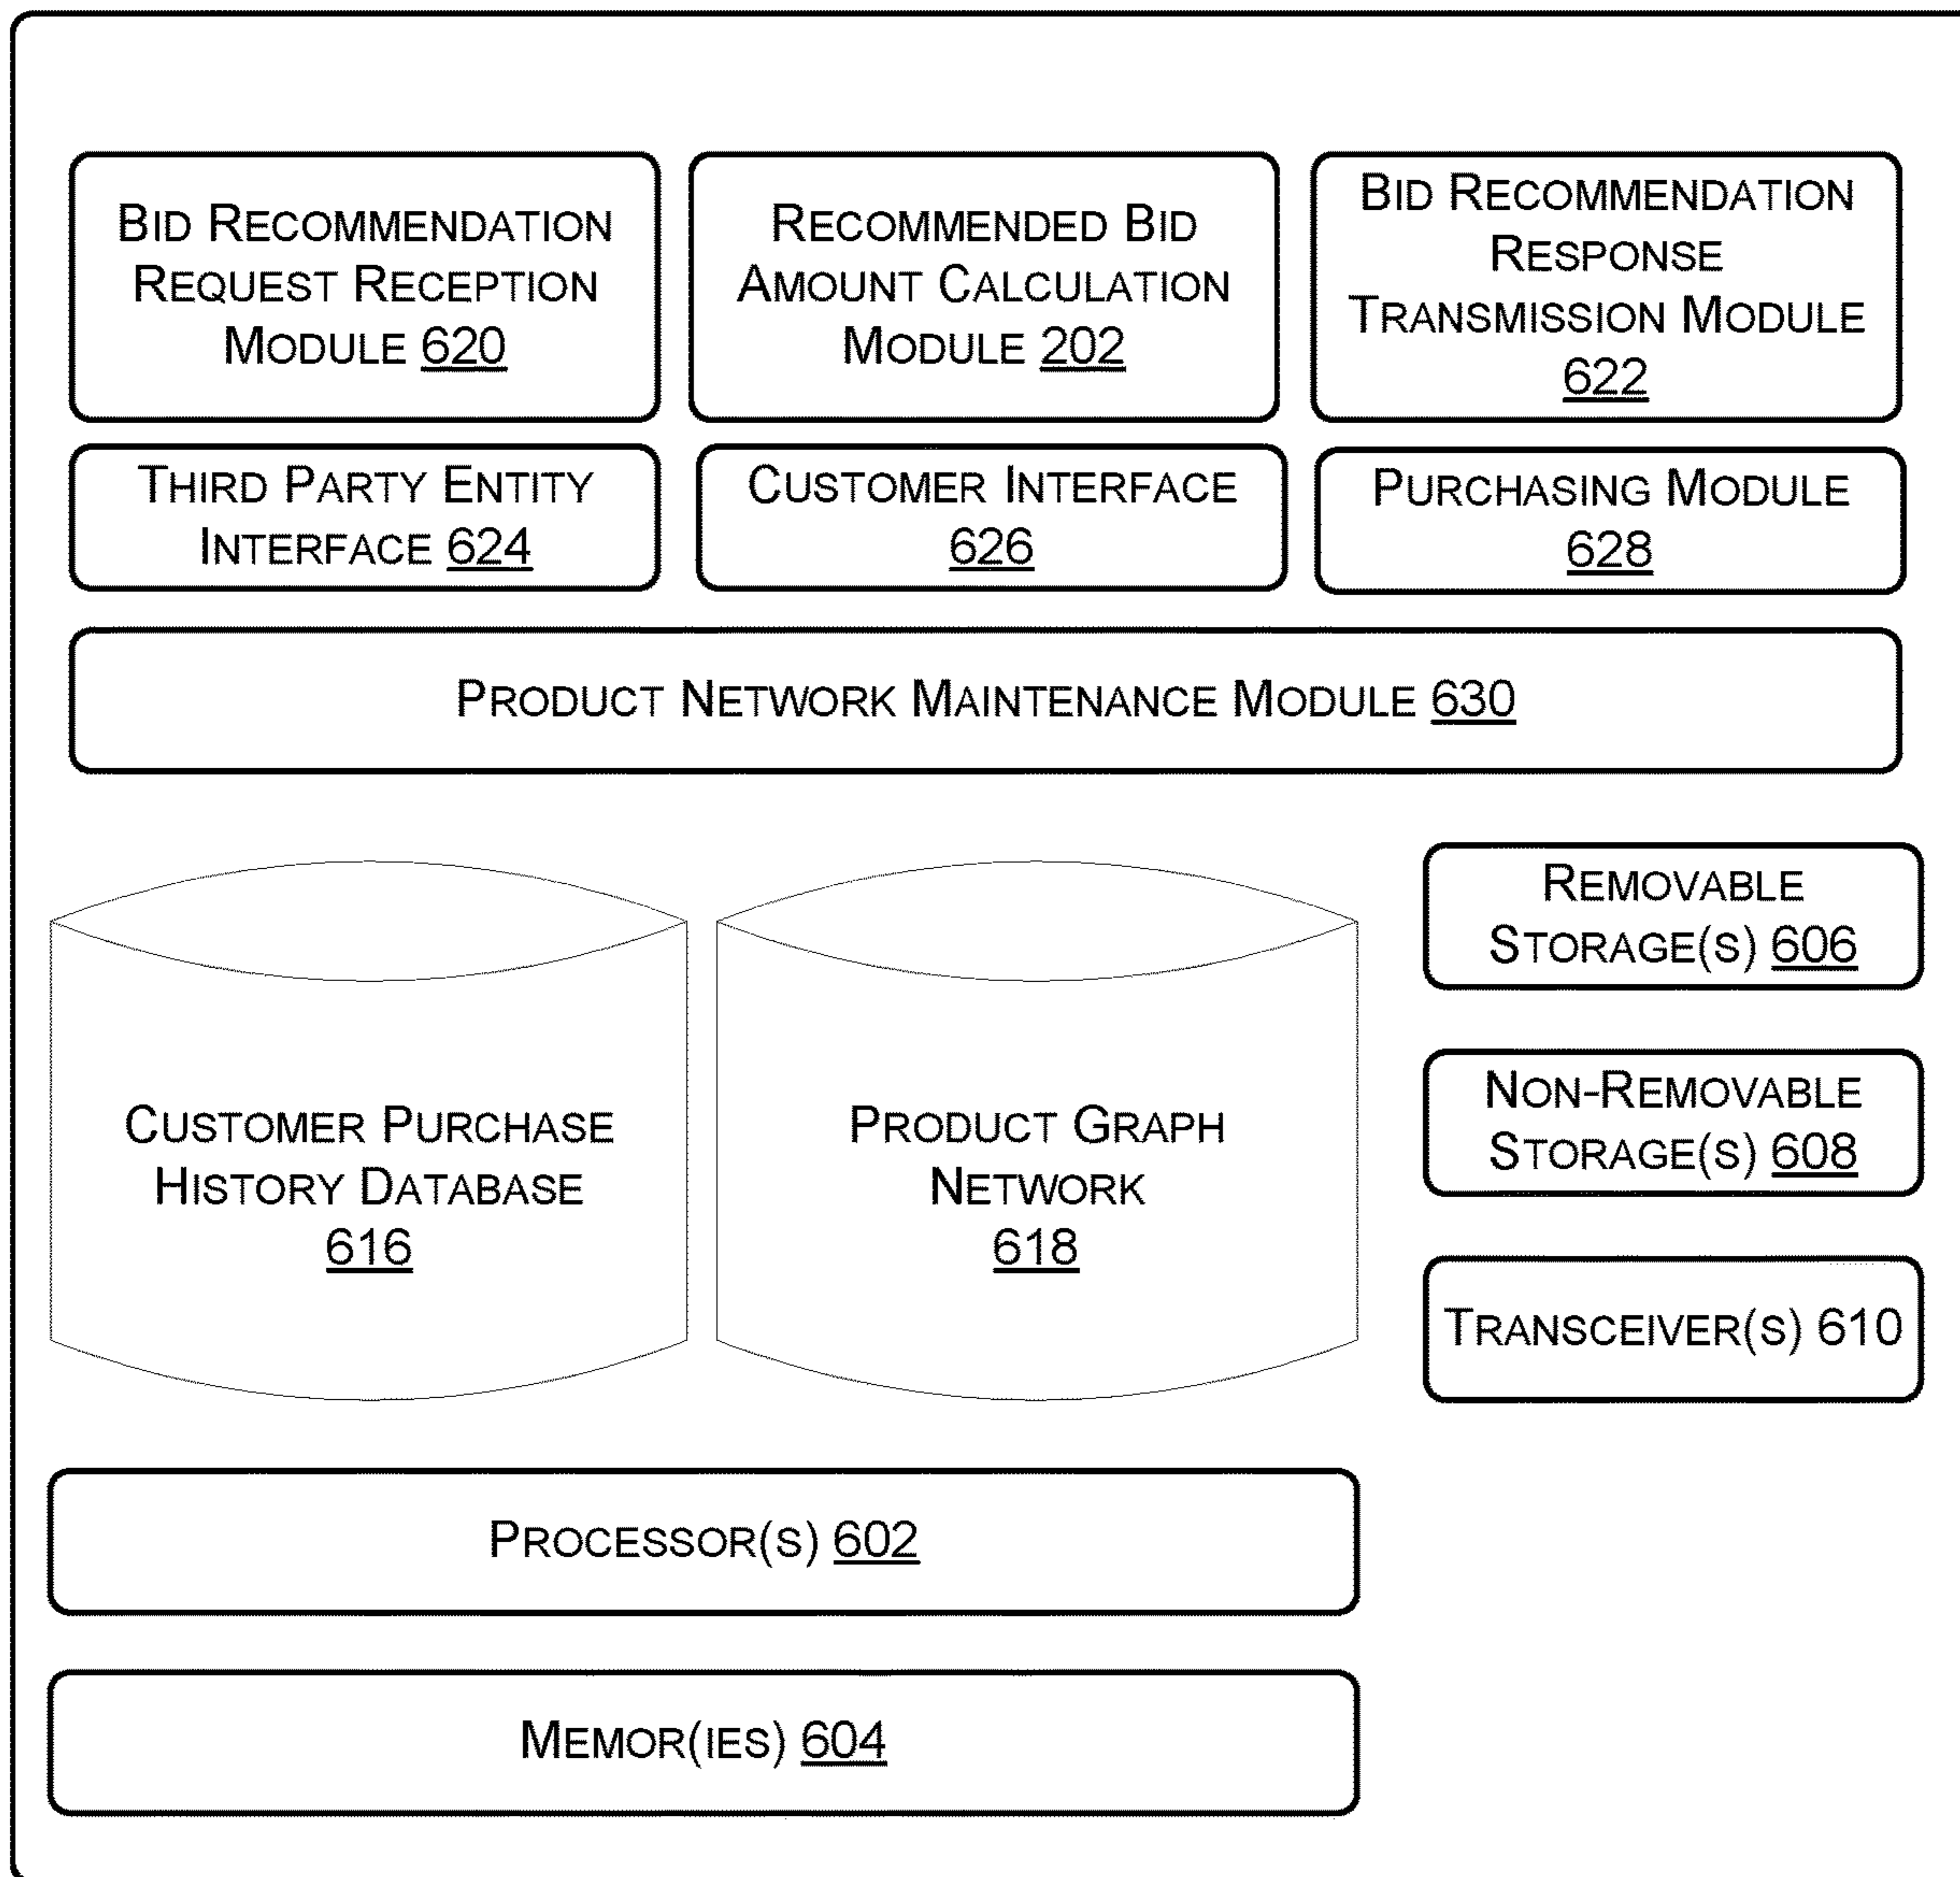 BID RECOMMENDATION
REQUEST RECEPTION
MODULE 620
RECOMMENDED BID
AMOUNT CALCULATION
MODULE 202
BID RECOMMENDATION
RESPONSE
TRANSMISSION MODULE
622
THIRD PARTY ENTITY
INTERFACE 624
CUSTOMER INTERFACE
626
PURCHASING MODULE
628
PRODUCT NETWORK MAINTENANCE MODULE 630
CUSTOMER PURCHASE
HISTORY DATABASE
616
PRODUCT GRAPH
NETWORK
618
REMOVABLE
STORAGE(S) 606
NON-REMOVABLE
STORAGE(S) 608
TRANSCEIVER(S) 610
PROCESSOR(S) 602
MEMOR(IES) 604